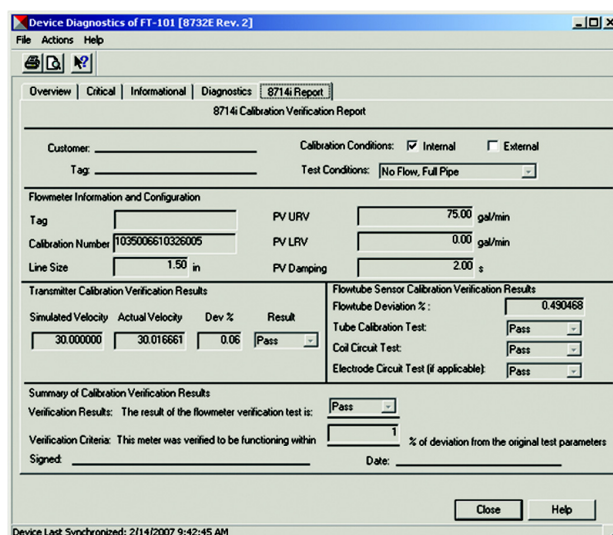 Device Diagnostics of FT-101 [8732E Rev. 2]
File Actions Help
Overview Critical Informational Diagnostics 8714i Report
8714i Calibration Verification Report
Customer: Calibration Conditions: Internal External
Tag: Test Conditions: No Flow, Full Pipe
Flowmeter Information and Configuration
Tag PV URV 75.00 gal/min
Calibration Number 1035006610326005 PV LRV 0.00 gal/min
Line Size 1.50 in PV Damping 2.00 s
Transmitter Calibration Verification Results
Simulated Velocity Actual Velocity Dev % Result
30.000000 30.016661 0.06 Pass
Flowtube Sensor Calibration Verification Results
Flowtube Deviation %: 0.490468
Tube Calibration Test: Pass
Coil Circuit Test: Pass
Electrode Circuit Test (if applicable): Pass
Summary of Calibration Verification Results
Verification Results: The result of the flowmeter verification test is: Pass
Verification Criteria: This meter was verified to be functioning within 1 % of deviation from the original test parameters
Signed: Date:
Close Help
Device Last Synchronized: 2/14/2007 9:42:45 AM